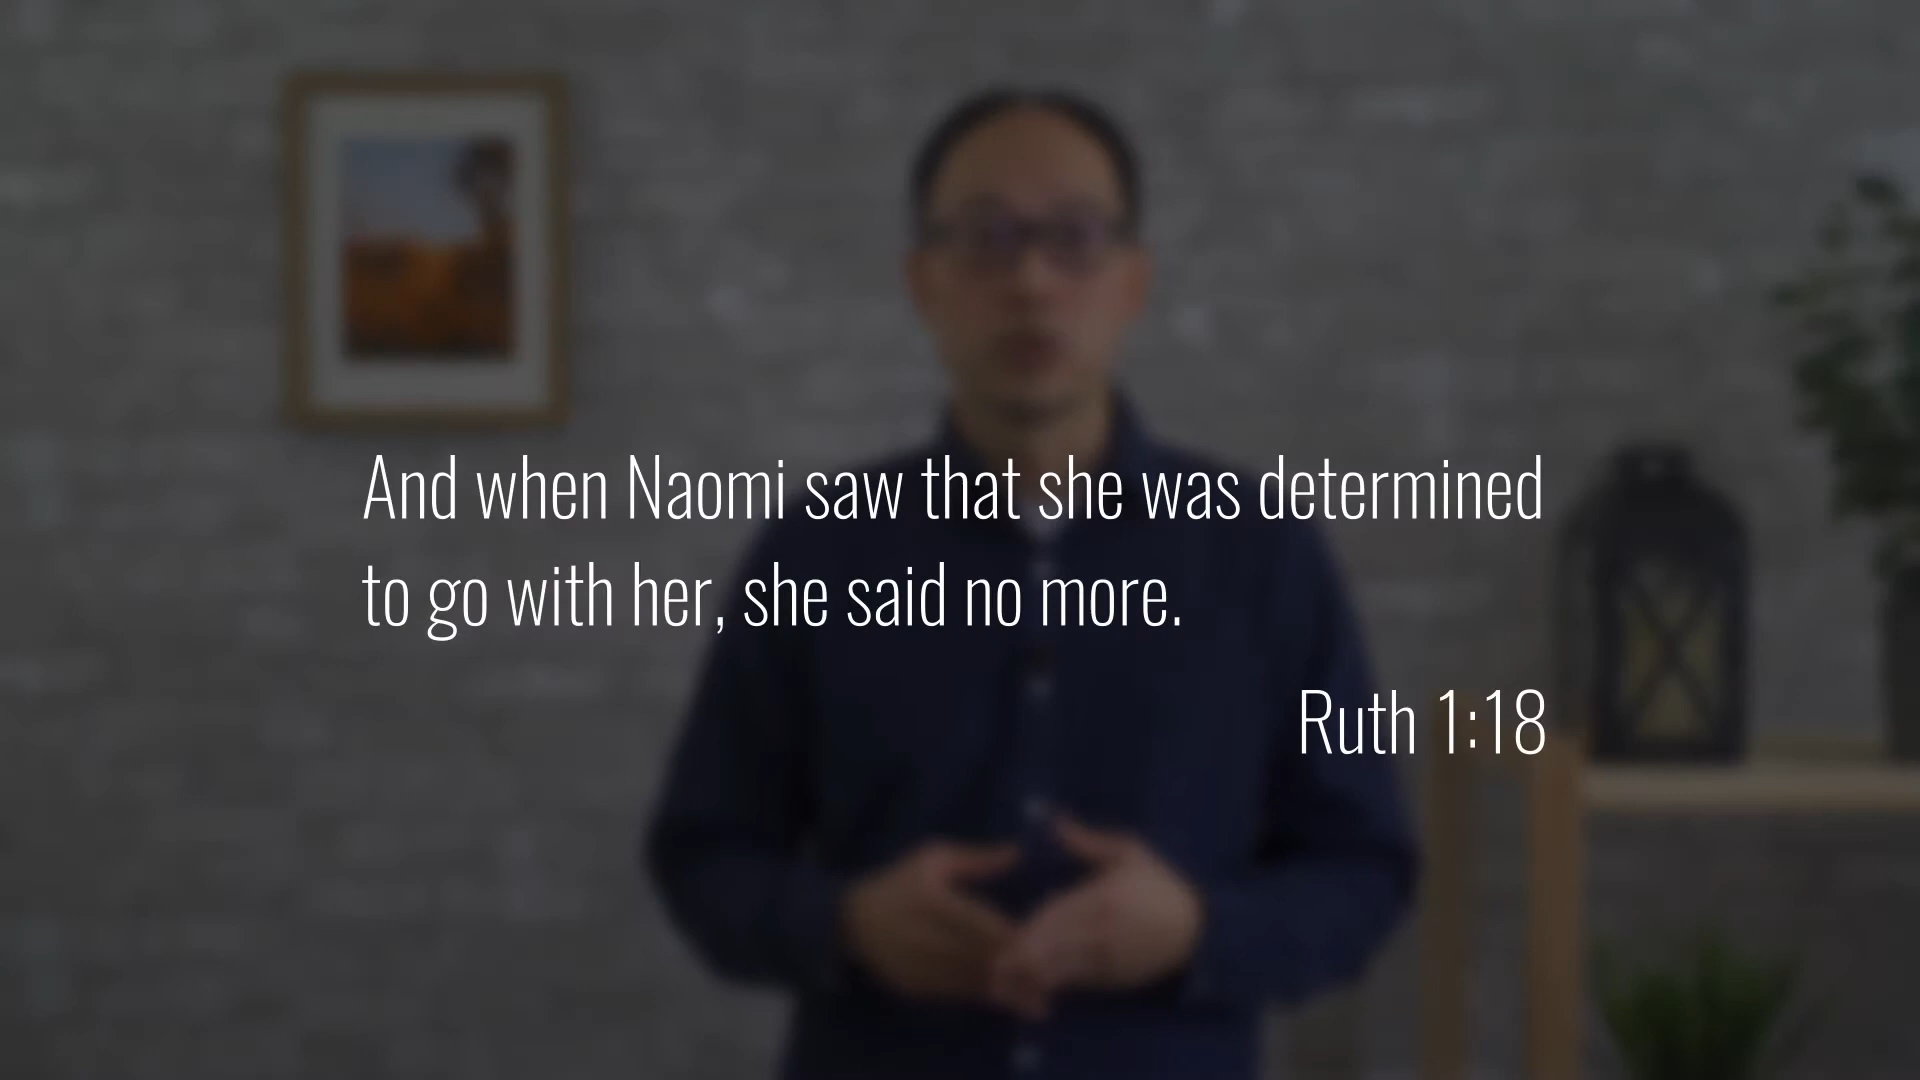 And when Naomi saw that she was determined
to go with her, she said no more.
Ruth 1:18